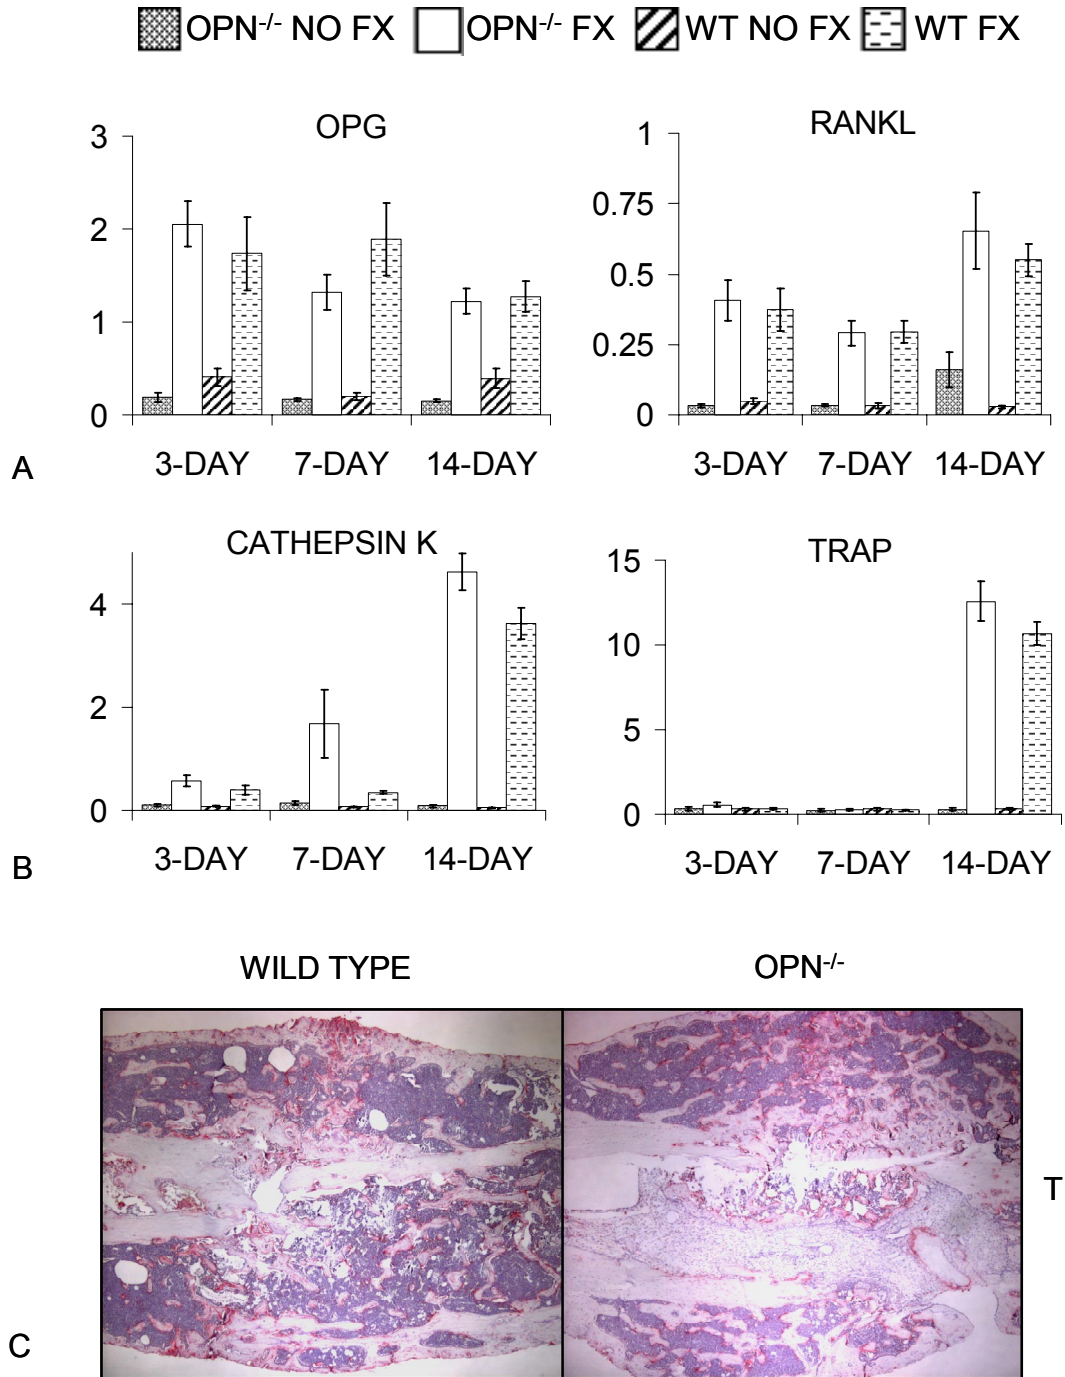 OPN-/- NO FX OPN-/- FX WT NO FX WT FX
OPG
3
2
1
0
3-DAY 7-DAY 14-DAY
RANKL
1
0.75
0.5
0.25
0
3-DAY 7-DAY 14-DAY
A
CATHEPSIN K
4
2
0
3-DAY 7-DAY 14-DAY
TRAP
15
10
5
0
3-DAY 7-DAY 14-DAY
B
WILD TYPE OPN-/-
T
C